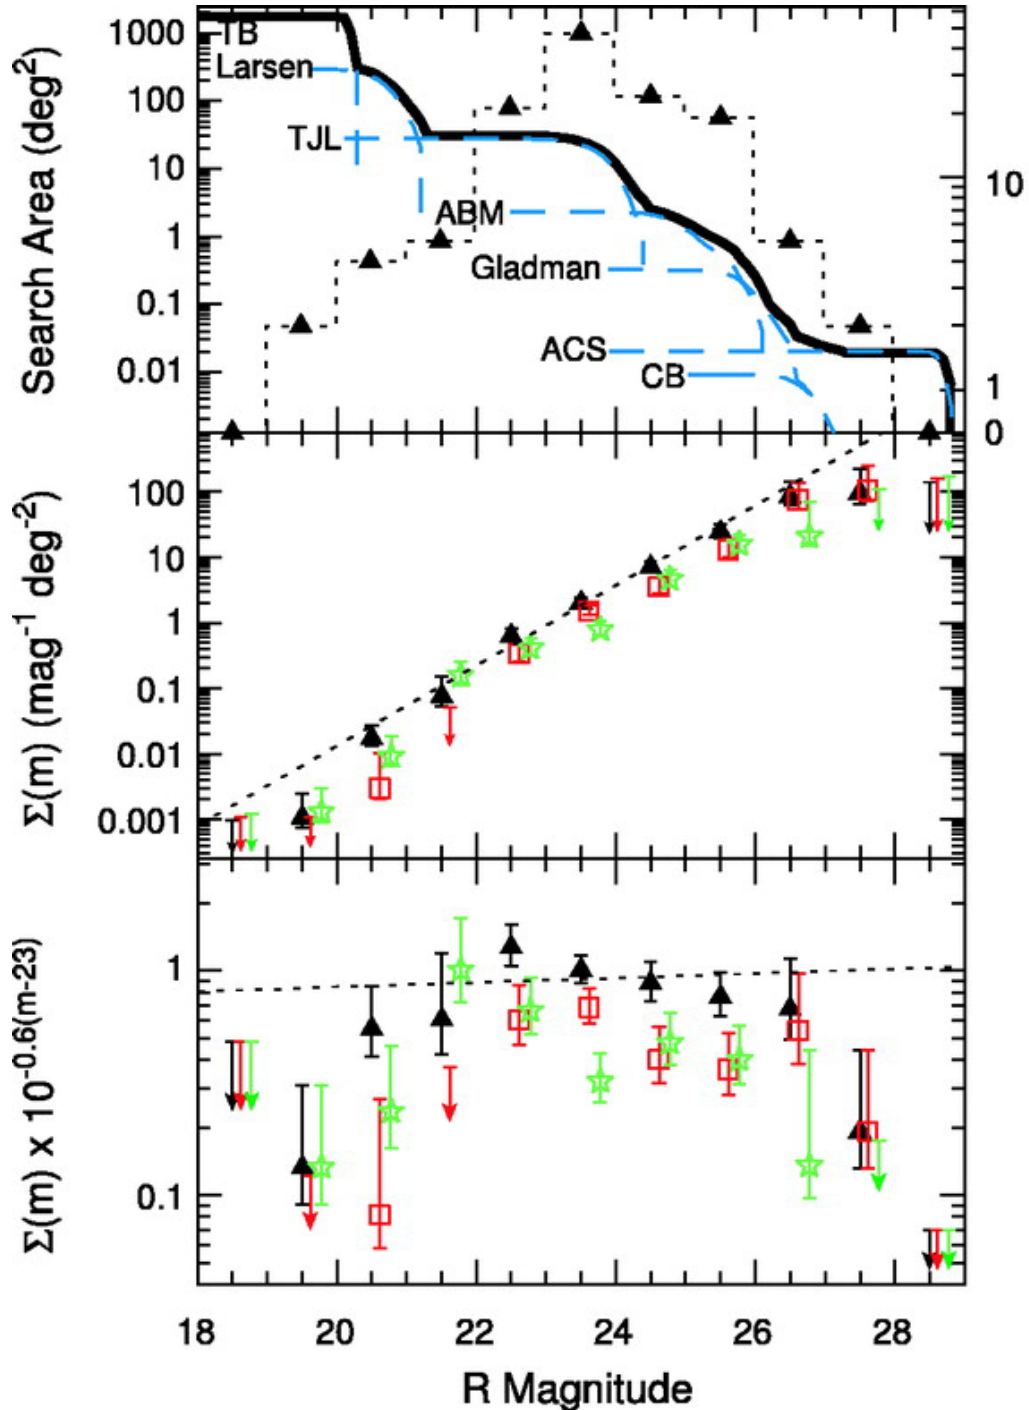 Search Area (deg²)
1000
100
10
1
0.1
0.01
TB
Larsen
TJL
ABM
Gladman
ACS
CB
10
1
0
Σ(m) (mag⁻¹ deg⁻²)
100
10
1
0.1
0.01
0.001
Σ(m) x 10⁻⁰·⁶⁽ᵐ⁻²³⁾
1
0.1
18 20 22 24 26 28
R Magnitude